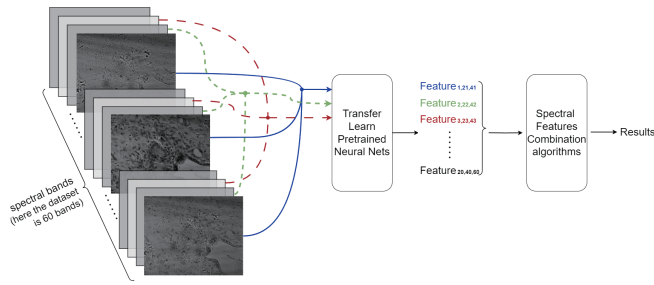 spectral bands
(here the dataset
is 60 bands)
Transfer
Learn
Pretrained
Neural Nets
Feature1,21,41
Feature2,22,42
Feature3,23,43
Feature20,40,60
Spectral
Features
Combination
algorithms
Results